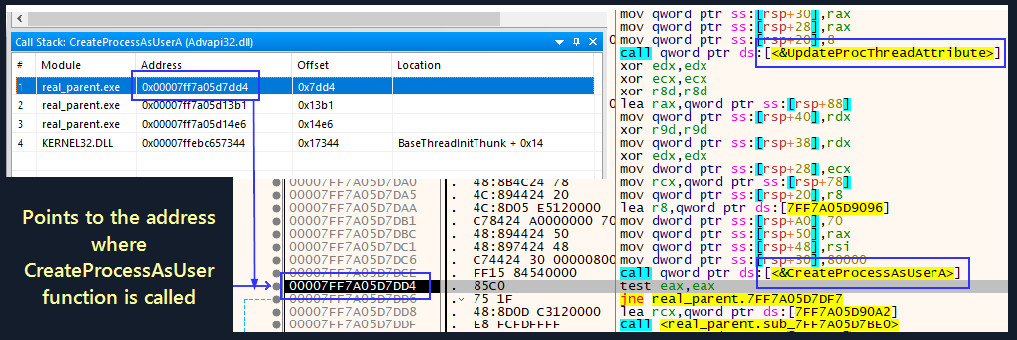 Call Stack: CreateProcessAsUserA (Advapi32.dll)
# Module Address Offset Location
1 real_parent.exe 0x00007ff7a05d7dd4 0x7dd4
2 real_parent.exe 0x00007ff7a05d13b1 0x13b1
3 real_parent.exe 0x00007ff7a05d14e6 0x14e6
4 KERNEL32.DLL 0x00007ffebc657344 0x17344 BaseThreadInitThunk + 0x14
mov qword ptr ss:[rsp+30],rax
mov qword ptr ss:[rsp+28],rax
mov qword ptr ss:[rsp+20],8
call qword ptr ds:[<&UpdateProcThreadAttribute>]
xor edx,edx
xor ecx,ecx
xor r8d,r8d
lea rax,qword ptr ss:[rsp+88]
mov qword ptr ss:[rsp+40],rdx
xor r9d,r9d
mov qword ptr ss:[rsp+38],rdx
xor edx,edx
mov dword ptr ss:[rsp+28],ecx
00007FF7A05D7DA0 . 48:8B4C24 78 mov rcx,qword ptr ss:[rsp+78]
00007FF7A05D7DA5 . 4C:894424 20 mov qword ptr ss:[rsp+20],r8
00007FF7A05D7DAA . 4C:8D05 E5120000 lea r8,qword ptr ds:[7FF7A05D9096]
00007FF7A05D7DB1 . C78424 A0000000 70 mov dword ptr ss:[rsp+A0],70
00007FF7A05D7DBC . 48:894424 50 mov qword ptr ss:[rsp+50],rax
00007FF7A05D7DC1 . 48:897424 48 mov qword ptr ss:[rsp+48],rsi
00007FF7A05D7DC6 . C74424 30 00000800 mov dword ptr ss:[rsp+30],80000
00007FF7A05D7DCE . FF15 84540000 call qword ptr ds:[<&CreateProcessAsUserA>]
00007FF7A05D7DD4 . 85C0 test eax,eax
00007FF7A05D7DD6 . 75 1F jne real_parent.7FF7A05D7DF7
00007FF7A05D7DD8 . 48:8D0D C3120000 lea rcx,qword ptr ds:[7FF7A05D90A2]
. E8 FCFDFFFF call <real_parent.sub_7FF7A05D7BE0>
Points to the address
where
CreateProcessAsUser
function is called